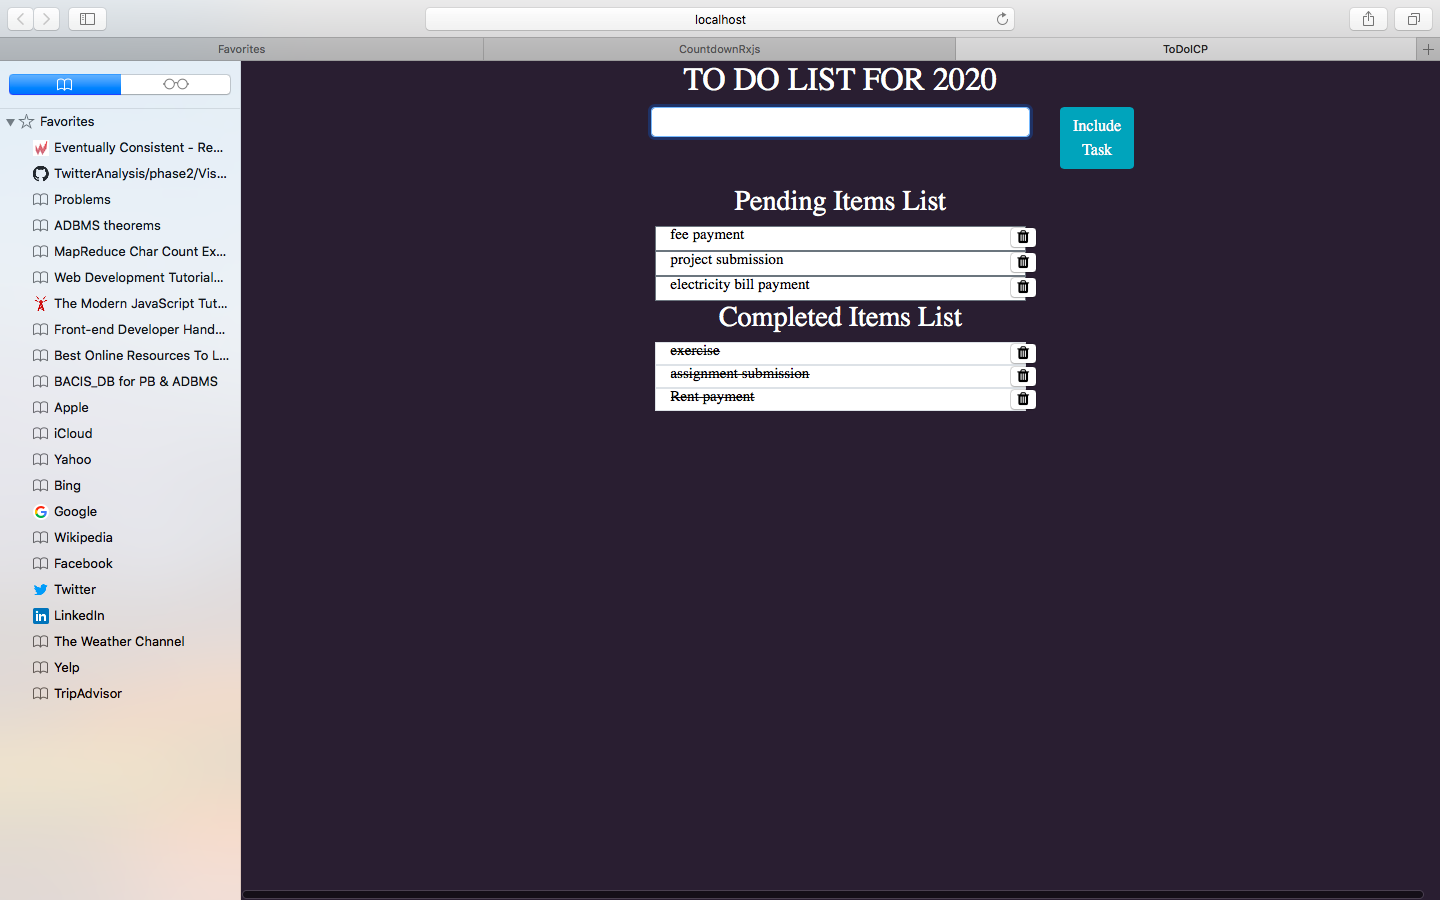 localhost
Favorites
CountdownRxjs
ToDoICP
Favorites
Eventually Consistent - Re...
TwitterAnalysis/phase2/Vis...
Problems
ADBMS theorems
MapReduce Char Count Ex...
Web Development Tutorial...
The Modern JavaScript Tut...
Front-end Developer Hand...
Best Online Resources To L...
BACIS_DB for PB & ADBMS
Apple
iCloud
Yahoo
Bing
Google
Wikipedia
Facebook
Twitter
LinkedIn
The Weather Channel
Yelp
TripAdvisor
TO DO LIST FOR 2020
Include
Task
Pending Items List
fee payment
project submission
electricity bill payment
Completed Items List
exercise
assignment submission
Rent payment